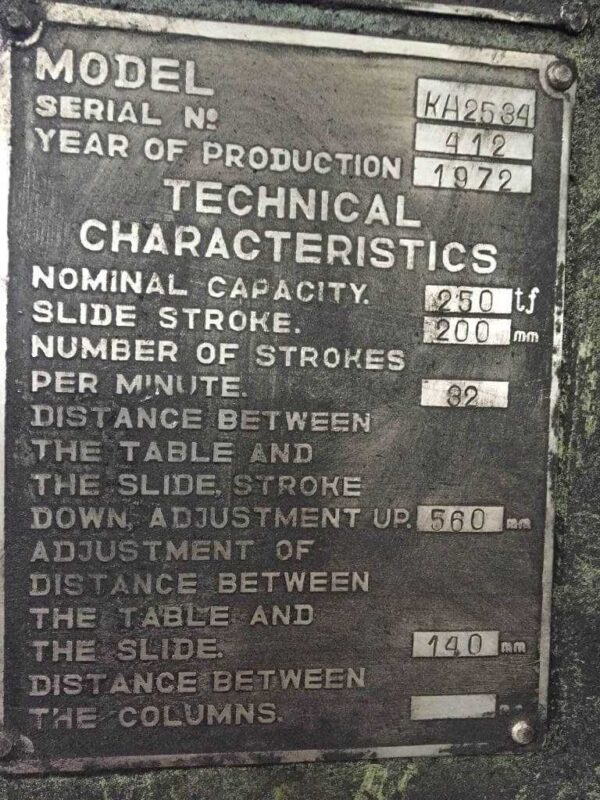 MODEL KA2534
SERIAL № 412
YEAR OF PRODUCTION 1972
TECHNICAL
CHARACTERISTICS
NOMINAL CAPACITY. 250 tf
SLIDE STROKE. 200 mm
NUMBER OF STROKES
PER MINUTE. 32
DISTANCE BETWEEN
THE TABLE AND
THE SLIDE, STROKE
DOWN, ADJUSTMENT UP. 560 mm
ADJUSTMENT OF
DISTANCE BETWEEN
THE TABLE AND
THE SLIDE. 140 mm
DISTANCE BETWEEN
THE COLUMNS.